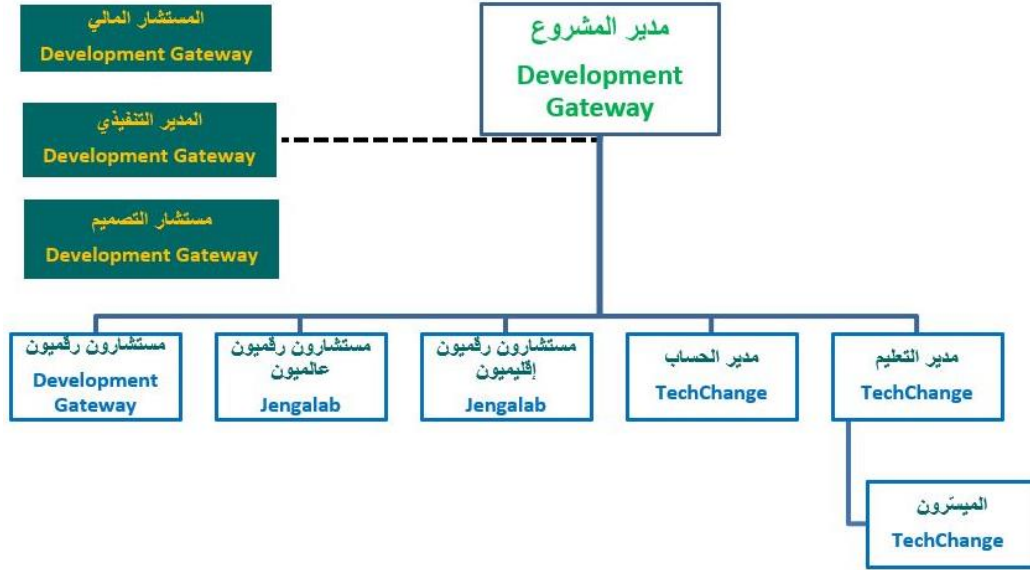 المستشار المالي
Development Gateway
المدير التنفيذي
Development Gateway
مستشار التصميم
Development Gateway
مدير المشروع
Development
Gateway
مستشارون رقميون
Development
Gateway
مستشارون رقميون
عالميون
Jengalab
مستشارون رقميون
إقليميون
Jengalab
مدير الحساب
TechChange
مدير التعليم
TechChange
الميسّرون
TechChange